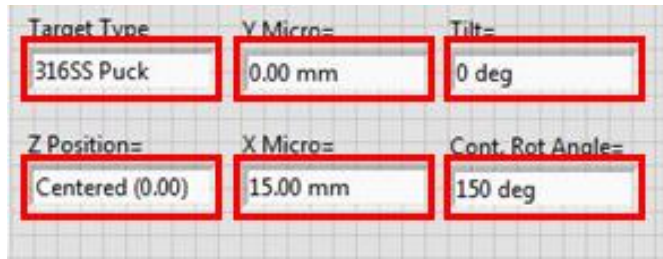 Target Type Y Micro= Tilt=
316SS Puck 0.00 mm 0 deg
Z Position= X Micro= Cont. Rot Angle=
Centered (0.00) 15.00 mm 150 deg